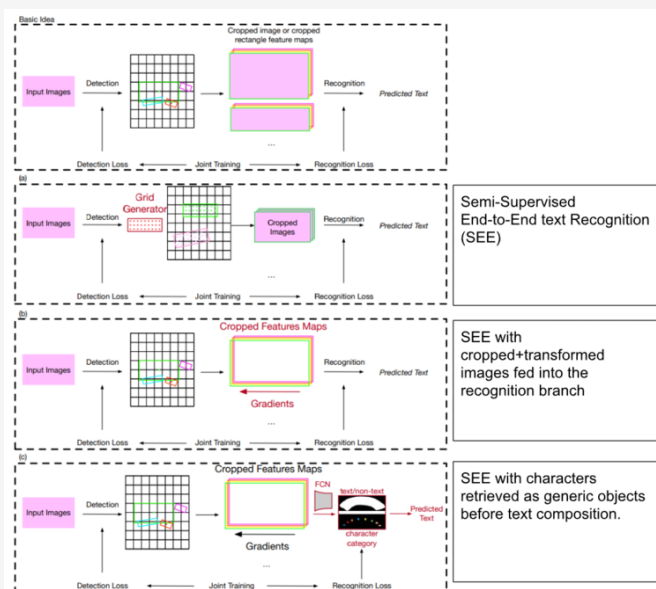 Basic Idea
Cropped image or cropped
rectangle feature maps
Input Images
Detection
Recognition
Predicted Text
...
Detection Loss
Joint Training
Recognition Loss
(a)
Grid
Generator
Input Images
Detection
Cropped
Images
Recognition
Predicted Text
...
Detection Loss
Joint Training
Recognition Loss
Semi-Supervised
End-to-End text Recognition
(SEE)
(b)
Cropped Features Maps
Input Images
Detection
Recognition
Predicted Text
Gradients
...
Detection Loss
Joint Training
Recognition Loss
SEE with
cropped+transformed
images fed into the
recognition branch
(c)
Cropped Features Maps
Input Images
Detection
FCN
text/non-text
character
category
Predicted
Text
Gradients
...
Detection Loss
Joint Training
Recognition Loss
SEE with characters
retrieved as generic objects
before text composition.